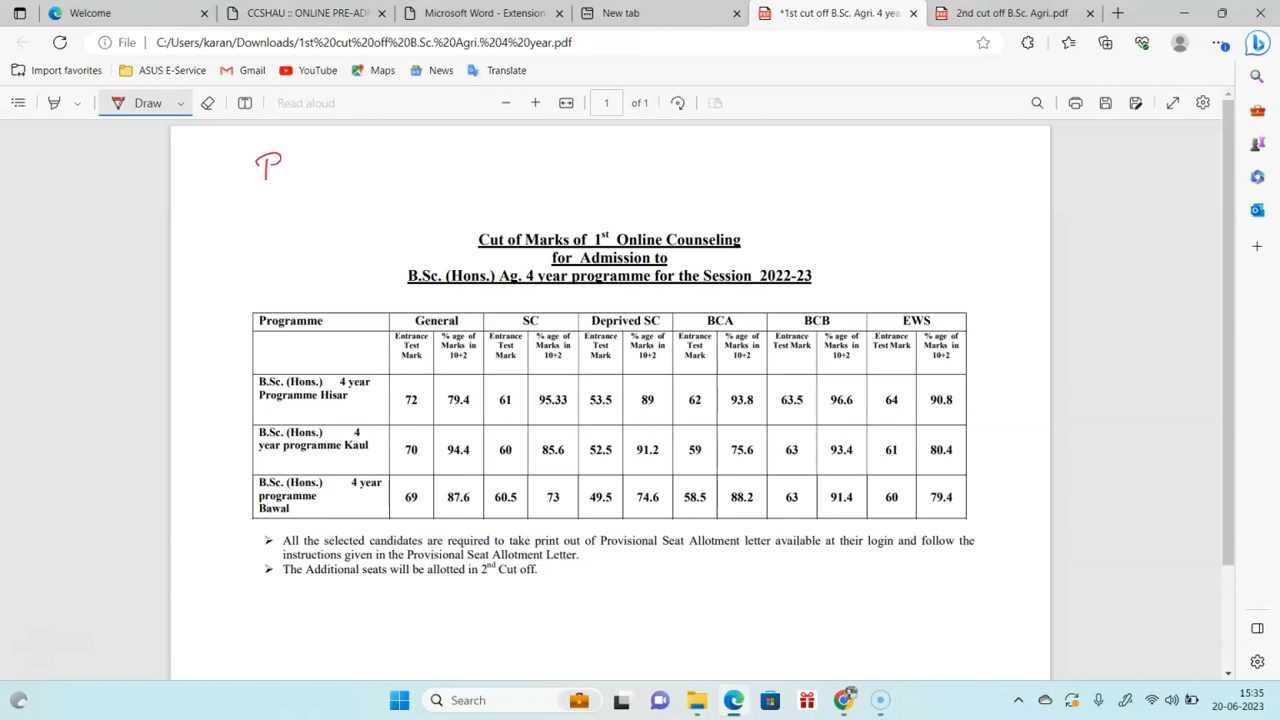 Welcome
CCSHAU :: ONLINE PRE-ADM
Microsoft Word - Extension
New tab
*1st cut off B.Sc. Agri. 4 yea
2nd cut off B.Sc. Agri..pdf
File
C:/Users/karan/Downloads/1st%20cut%20off%20B.Sc.%20Agri.%204%20year.pdf
Import favorites
ASUS E-Service
Gmail
YouTube
Maps
News
Translate
Draw
Read aloud
1 of 1
P
Cut of Marks of 1st Online Counseling
for Admission to
B.Sc. (Hons.) Ag. 4 year programme for the Session 2022-23
Programme General SC Deprived SC BCA BCB EWS
Entrance Test Mark % age of Marks in 10+2 Entrance Test Mark % age of Marks in 10+2 Entrance Test Mark % age of Marks in 10+2 Entrance Test Mark % age of Marks in 10+2 Entrance Test Mark % age of Marks in 10+2 Entrance Test Mark % age of Marks in 10+2
B.Sc. (Hons.) 4 year
Programme Hisar
72 79.4 61 95.33 53.5 89 62 93.8 63.5 96.6 64 90.8
B.Sc. (Hons.) 4
year programme Kaul
70 94.4 60 85.6 52.5 91.2 59 75.6 63 93.4 61 80.4
B.Sc. (Hons.) 4 year
programme
Bawal
69 87.6 60.5 73 49.5 74.6 58.5 88.2 63 91.4 60 79.4
➢ All the selected candidates are required to take print out of Provisional Seat Allotment letter available at their login and follow the
instructions given in the Provisional Seat Allotment Letter.
➢ The Additional seats will be allotted in 2nd Cut off.
Search
15:35
20-06-2023